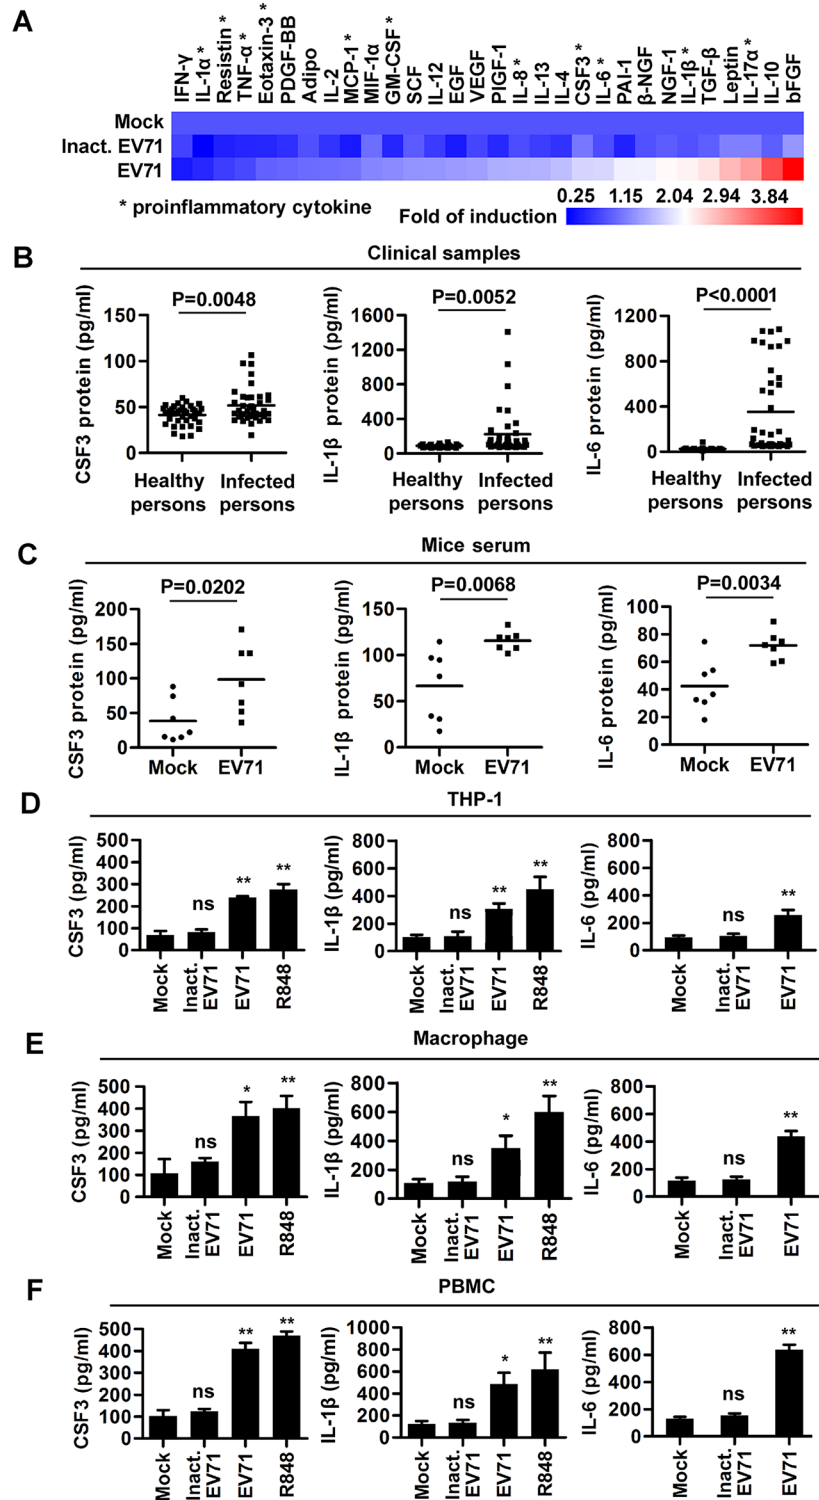 A
IFN-γ
IL-1α *
Resistin *
TNF-α *
Eotaxin-3 *
PDGF-BB
Adipo
IL-2
MCP-1 *
MIF-1α
GM-CSF *
SCF
IL-12
EGF
VEGF
PIGF-1
IL-8 *
IL-13
IL-4
CSF3 *
IL-6 *
PAI-1
β-NGF
NGF-1
IL-1β *
TGF-β
Leptin
IL-17α *
IL-10
bFGF
Mock
Inact. EV71
EV71
* proinflammatory cytokine
Fold of induction
0.25 1.15 2.04 2.94 3.84
B
Clinical samples
CSF3 protein (pg/ml)
150
100
50
0
P=0.0048
Healthy persons
Infected persons
IL-1β protein (pg/ml)
1600
1200
800
400
0
P=0.0052
Healthy persons
Infected persons
IL-6 protein (pg/ml)
1200
800
400
0
P<0.0001
Healthy persons
Infected persons
C
Mice serum
CSF3 protein (pg/ml)
200
150
100
50
0
P=0.0202
Mock EV71
IL-1β protein (pg/ml)
150
100
50
0
P=0.0068
Mock EV71
IL-6 protein (pg/ml)
100
80
60
40
20
0
P=0.0034
Mock EV71
D
THP-1
CSF3 (pg/ml)
500
400
300
200
100
0
ns ** **
Mock
Inact. EV71
EV71
R848
IL-1β (pg/ml)
800
600
400
200
0
ns ** **
Mock
Inact. EV71
EV71
R848
IL-6 (pg/ml)
800
600
400
200
0
ns **
Mock
Inact. EV71
EV71
E
Macrophage
CSF3 (pg/ml)
500
400
300
200
100
0
ns * **
Mock
Inact. EV71
EV71
R848
IL-1β (pg/ml)
800
600
400
200
0
ns * **
Mock
Inact. EV71
EV71
R848
IL-6 (pg/ml)
800
600
400
200
0
ns **
Mock
Inact. EV71
EV71
F
PBMC
CSF3 (pg/ml)
500
400
300
200
100
0
ns ** **
Mock
Inact. EV71
EV71
R848
IL-1β (pg/ml)
1000
800
600
400
200
0
ns * **
Mock
Inact. EV71
EV71
R848
IL-6 (pg/ml)
800
600
400
200
0
ns **
Mock
Inact. EV71
EV71